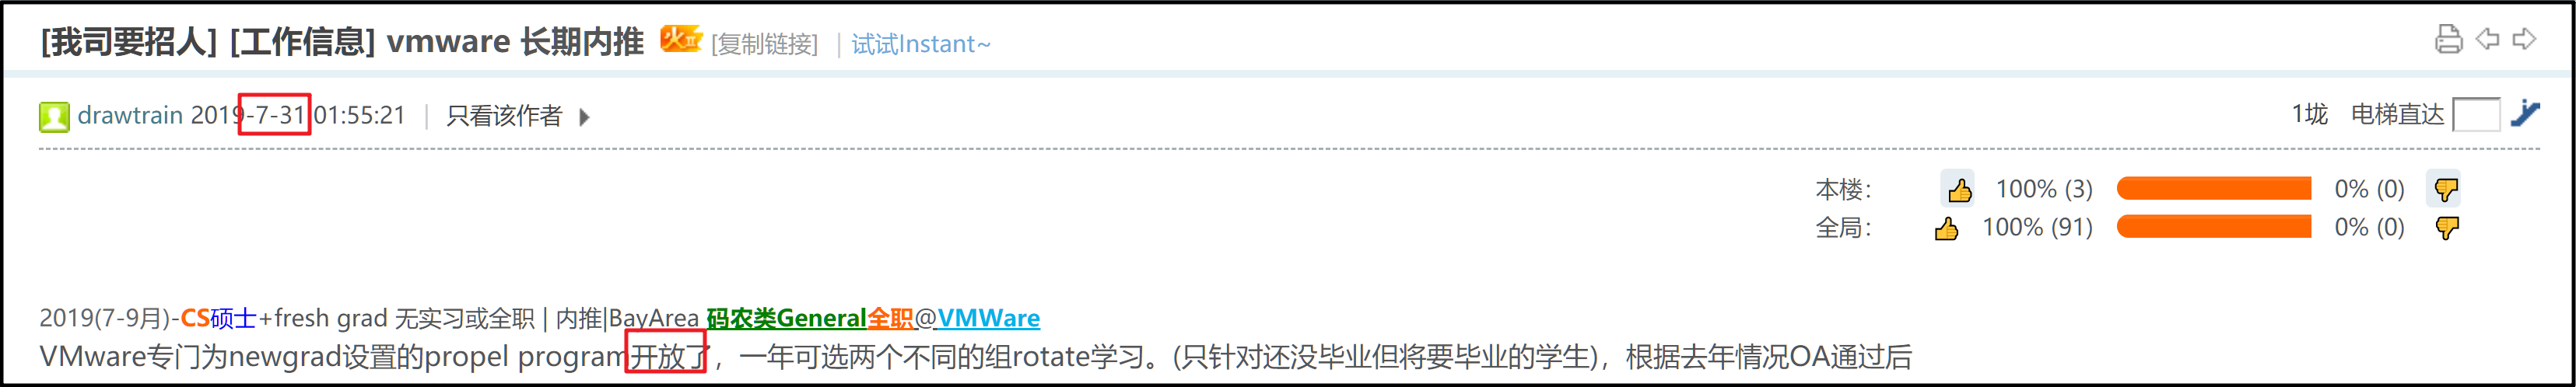 [我司要招人] [工作信息] vmware 长期内推 火 [复制链接] | 试试Instant~
drawtrain 2019-7-31 01:55:21 | 只看该作者
1垅 电梯直达
本楼: 100% (3) 0% (0)
全局: 100% (91) 0% (0)
2019(7-9月)-CS硕士+fresh grad 无实习或全职 | 内推|BayArea 码农类General全职@VMWare
VMware专门为newgrad设置的propel program开放了，一年可选两个不同的组rotate学习。(只针对还没毕业但将要毕业的学生)，根据去年情况OA通过后